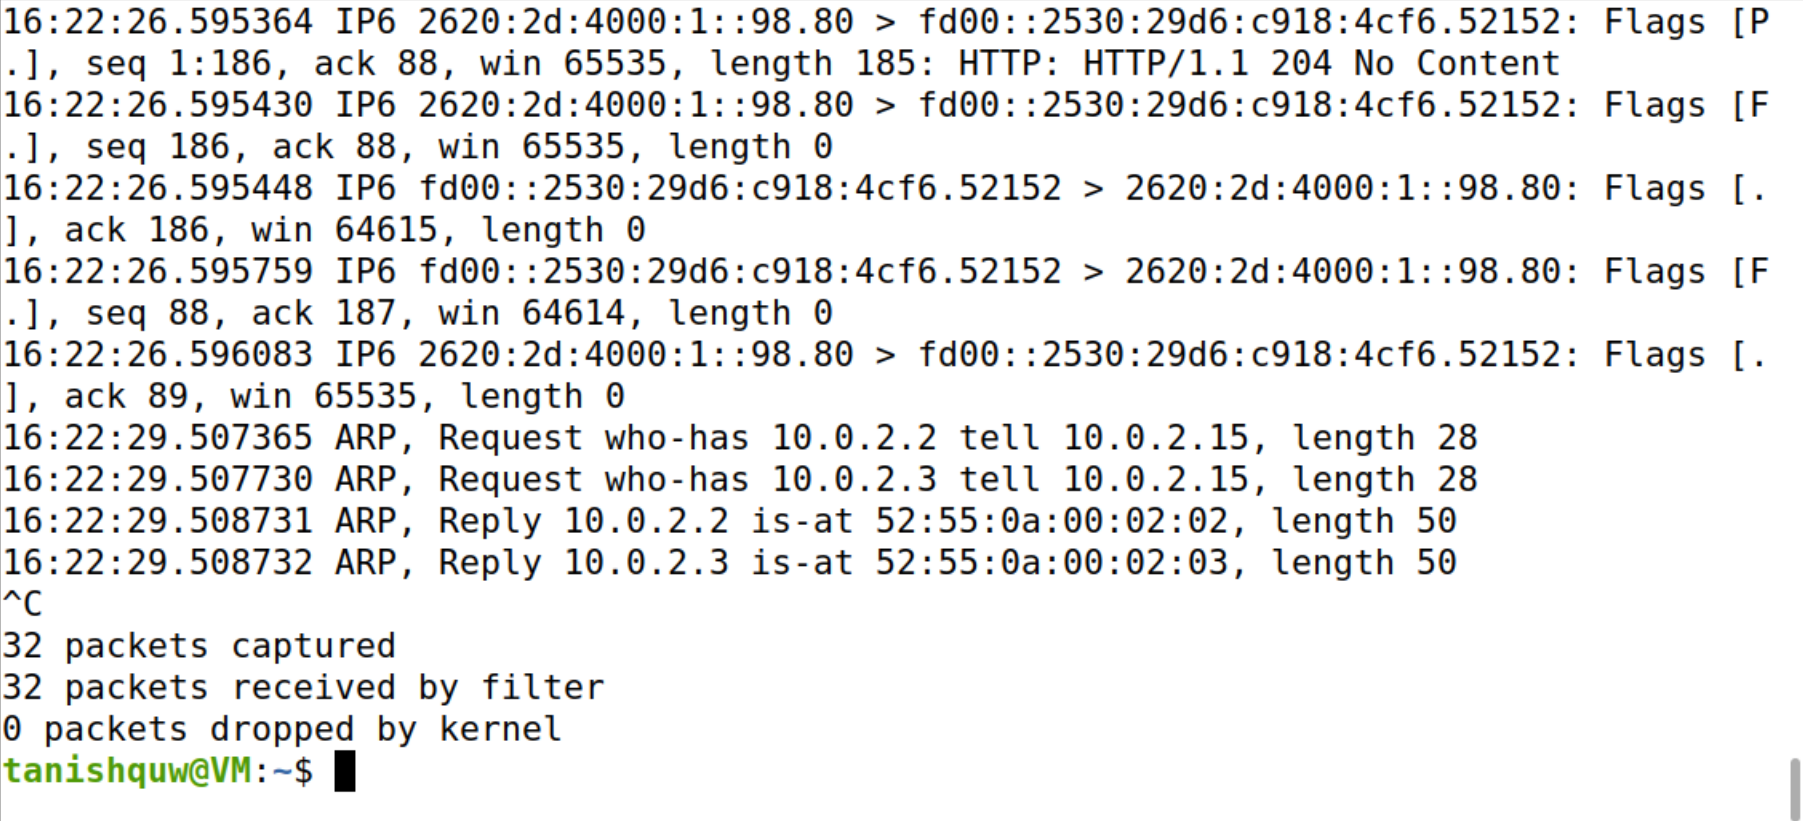 16:22:26.595364 IP6 2620:2d:4000:1::98.80 > fd00::2530:29d6:c918:4cf6.52152: Flags [P
.], seq 1:186, ack 88, win 65535, length 185: HTTP: HTTP/1.1 204 No Content
16:22:26.595430 IP6 2620:2d:4000:1::98.80 > fd00::2530:29d6:c918:4cf6.52152: Flags [F
.], seq 186, ack 88, win 65535, length 0
16:22:26.595448 IP6 fd00::2530:29d6:c918:4cf6.52152 > 2620:2d:4000:1::98.80: Flags [.
], ack 186, win 64615, length 0
16:22:26.595759 IP6 fd00::2530:29d6:c918:4cf6.52152 > 2620:2d:4000:1::98.80: Flags [F
.], seq 88, ack 187, win 64614, length 0
16:22:26.596083 IP6 2620:2d:4000:1::98.80 > fd00::2530:29d6:c918:4cf6.52152: Flags [.
], ack 89, win 65535, length 0
16:22:29.507365 ARP, Request who-has 10.0.2.2 tell 10.0.2.15, length 28
16:22:29.507730 ARP, Request who-has 10.0.2.3 tell 10.0.2.15, length 28
16:22:29.508731 ARP, Reply 10.0.2.2 is-at 52:55:0a:00:02:02, length 50
16:22:29.508732 ARP, Reply 10.0.2.3 is-at 52:55:0a:00:02:03, length 50
^C
32 packets captured
32 packets received by filter
0 packets dropped by kernel
tanishquw@VM:~$